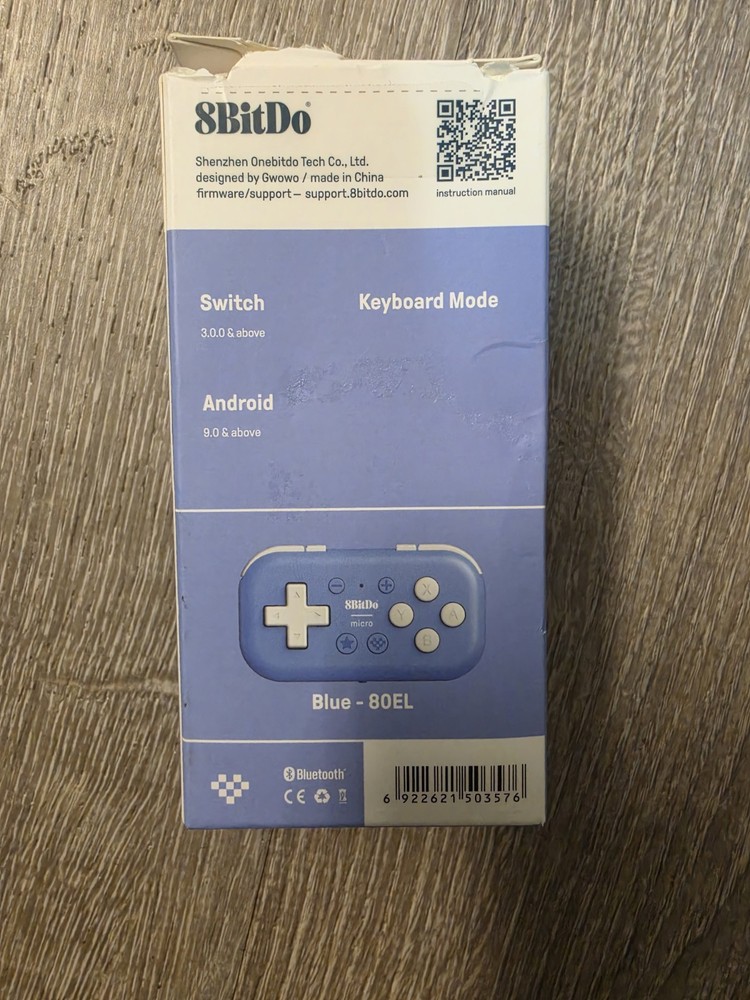 8BitDo®
Shenzhen Onebitdo Tech Co., Ltd.
designed by Gwowo / made in China
firmware/support – support.8bitdo.com
instruction manual
Switch
3.0.0 & above
Keyboard Mode
Android
9.0 & above
8BitDo
micro
X
Y
A
B
Blue - 80EL
Bluetooth®
CE
6 922621 503576